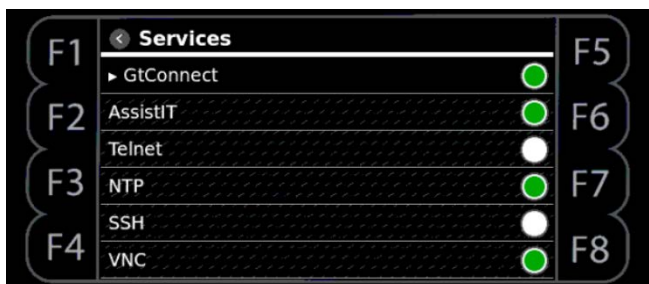 Services
▸ GtConnect
AssistIT
Telnet
NTP
SSH
VNC
F1
F2
F3
F4
F5
F6
F7
F8